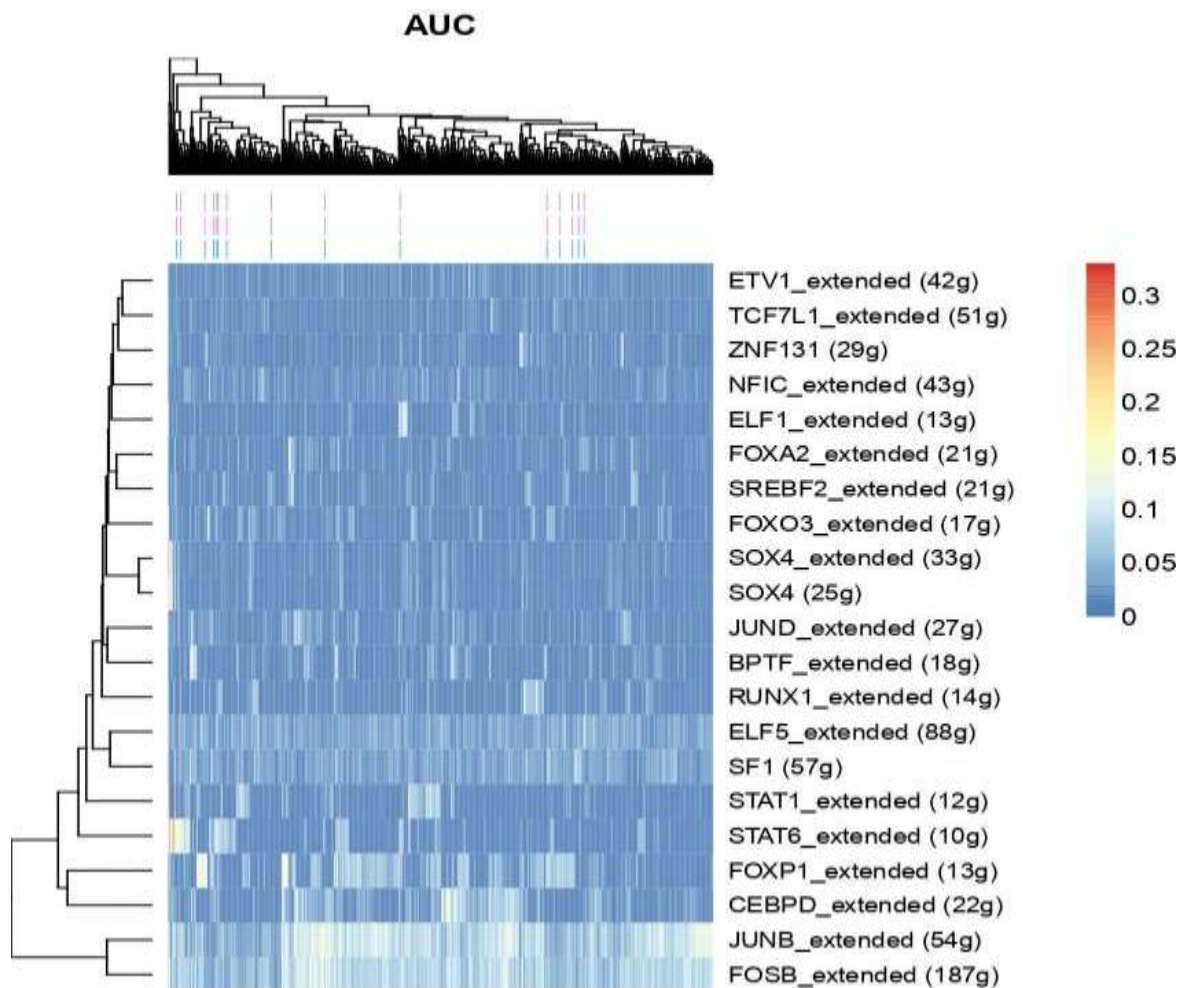 AUC
ETV1_extended (42g)
TCF7L1_extended (51g)
ZNF131 (29g)
NFIC_extended (43g)
ELF1_extended (13g)
FOXA2_extended (21g)
SREBF2_extended (21g)
FOXO3_extended (17g)
SOX4_extended (33g)
SOX4 (25g)
JUND_extended (27g)
BPTF_extended (18g)
RUNX1_extended (14g)
ELF5_extended (88g)
SF1 (57g)
STAT1_extended (12g)
STAT6_extended (10g)
FOXP1_extended (13g)
CEBPD_extended (22g)
JUNB_extended (54g)
FOSB_extended (187g)
0.3
0.25
0.2
0.15
0.1
0.05
0